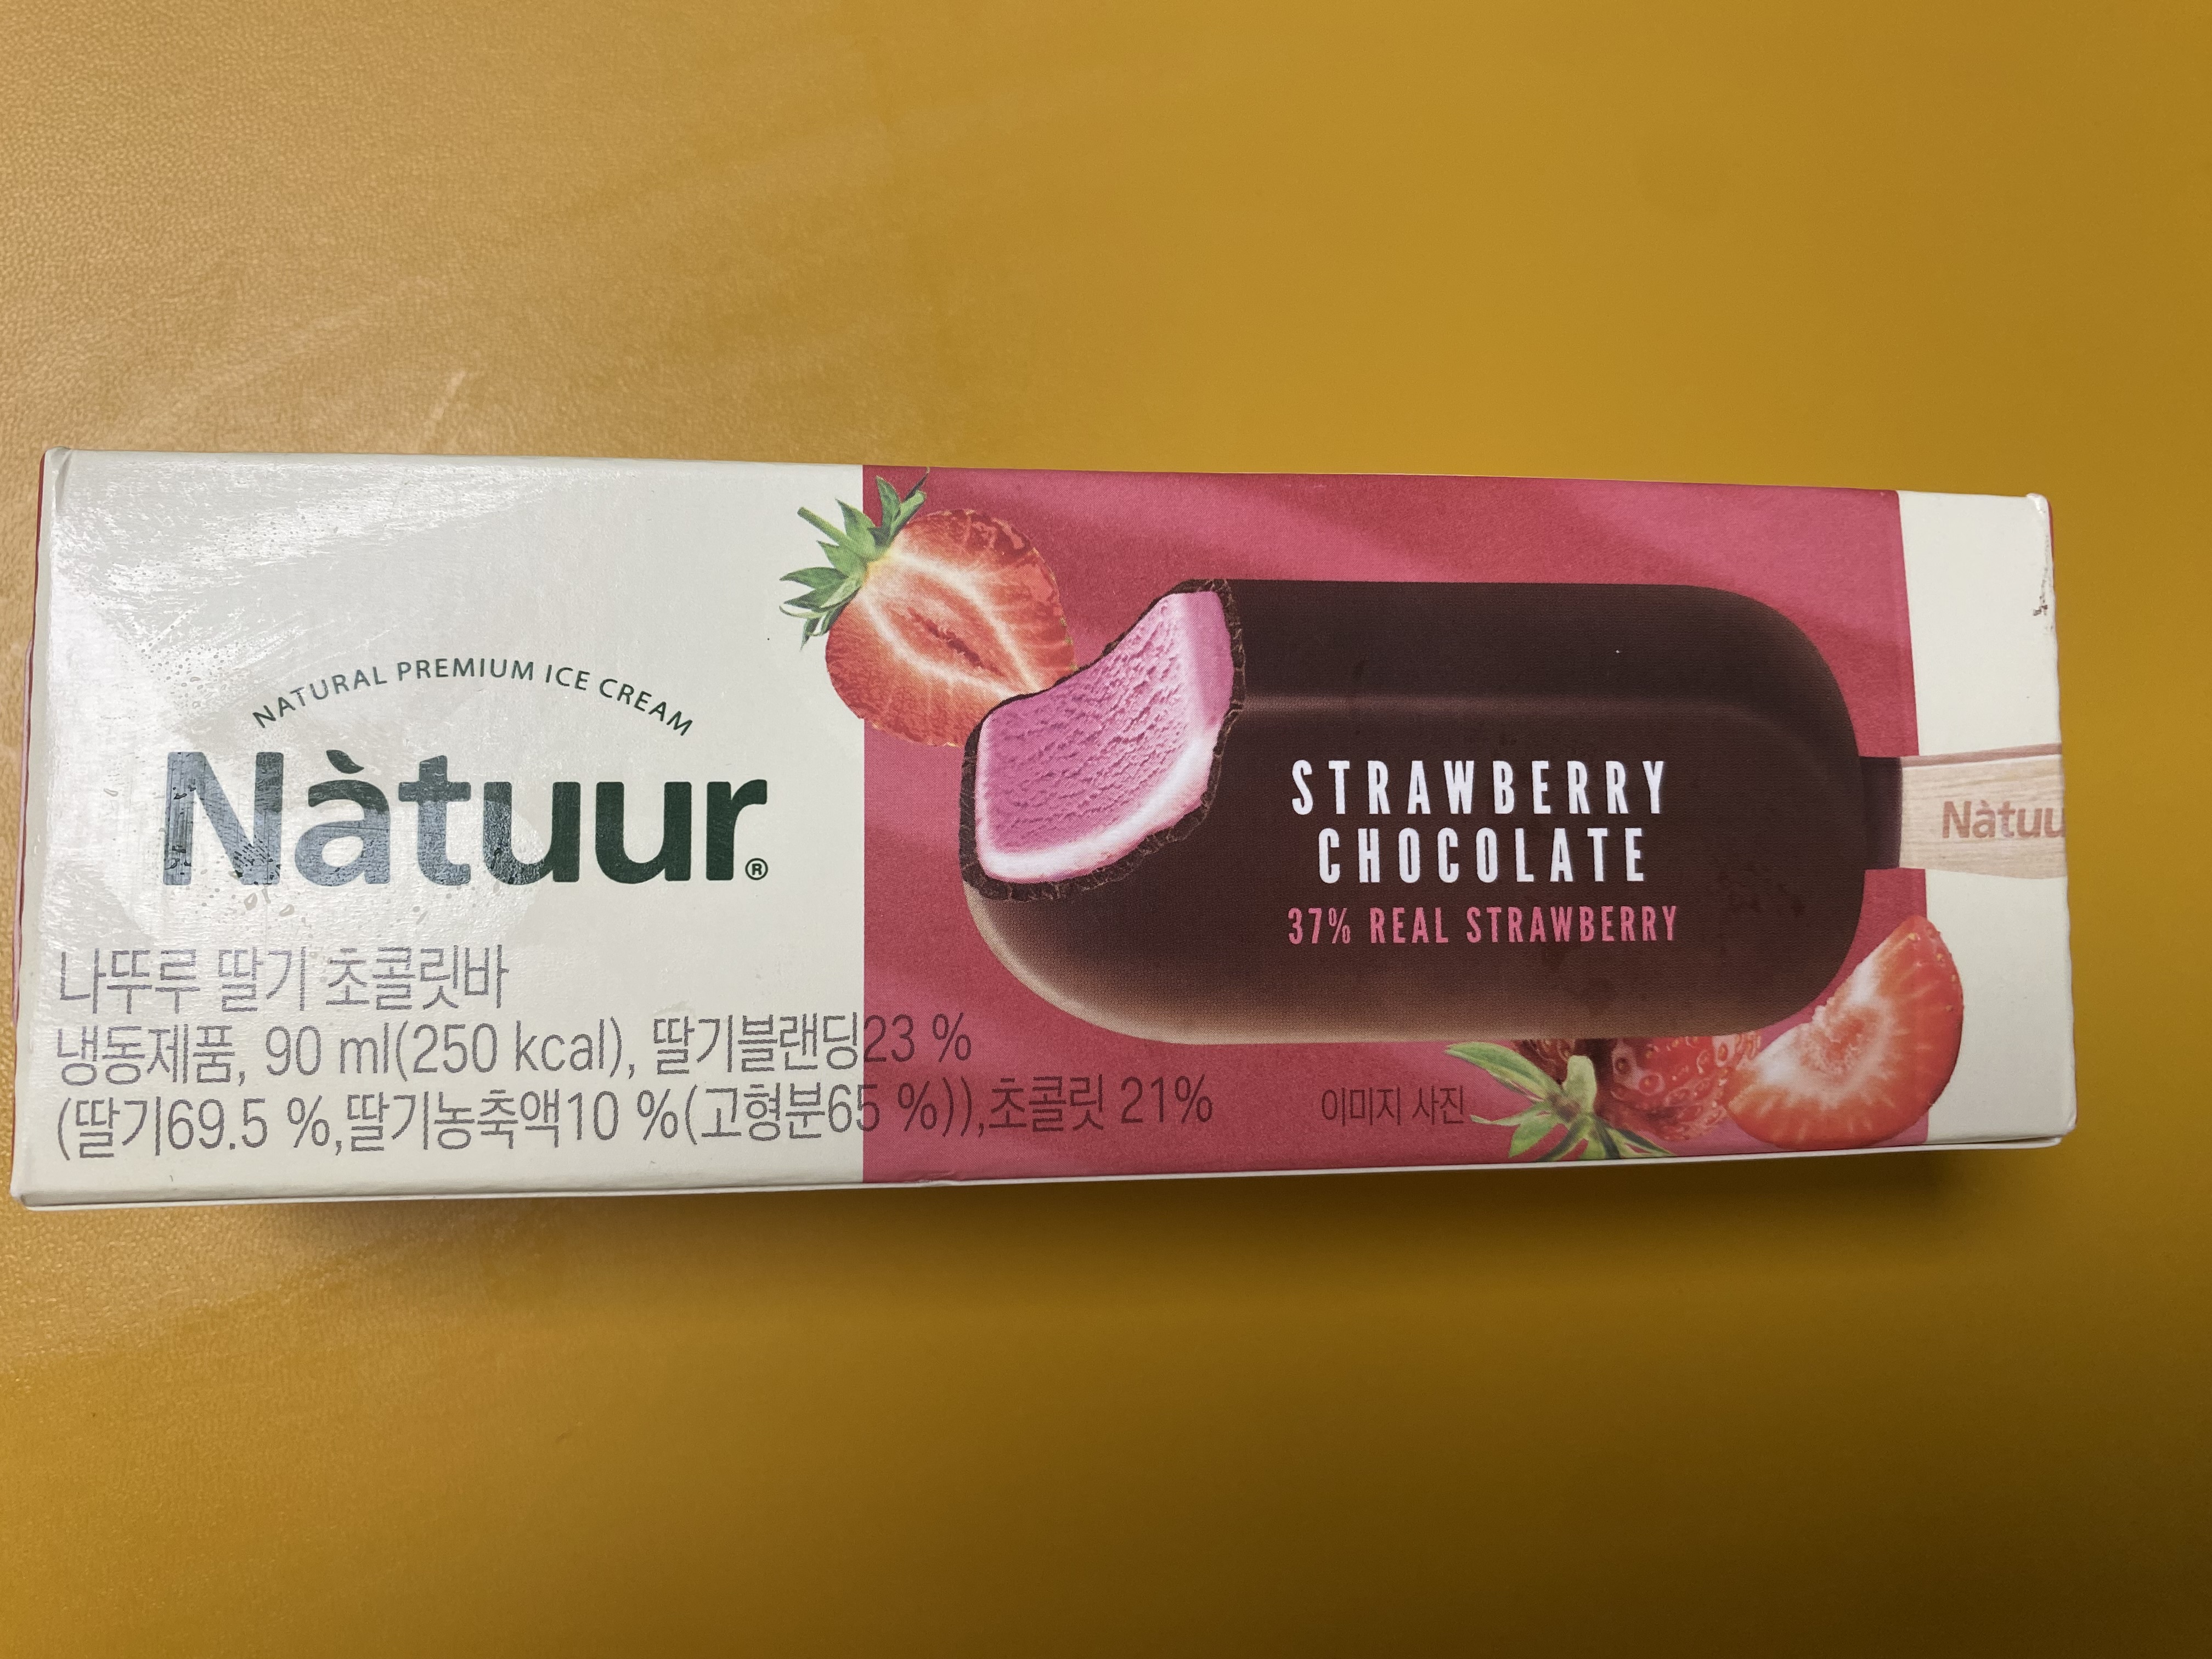 NATURAL PREMIUM ICE CREAM
Nàtuur®
나뚜루 딸기 초콜릿바
냉동제품, 90 ml(250 kcal), 딸기블랜딩23 %
(딸기69.5 %,딸기농축액10 %(고형분65 %)),초콜릿 21%
STRAWBERRY
CHOCOLATE
37% REAL STRAWBERRY
이미지 사진
Nàtuu